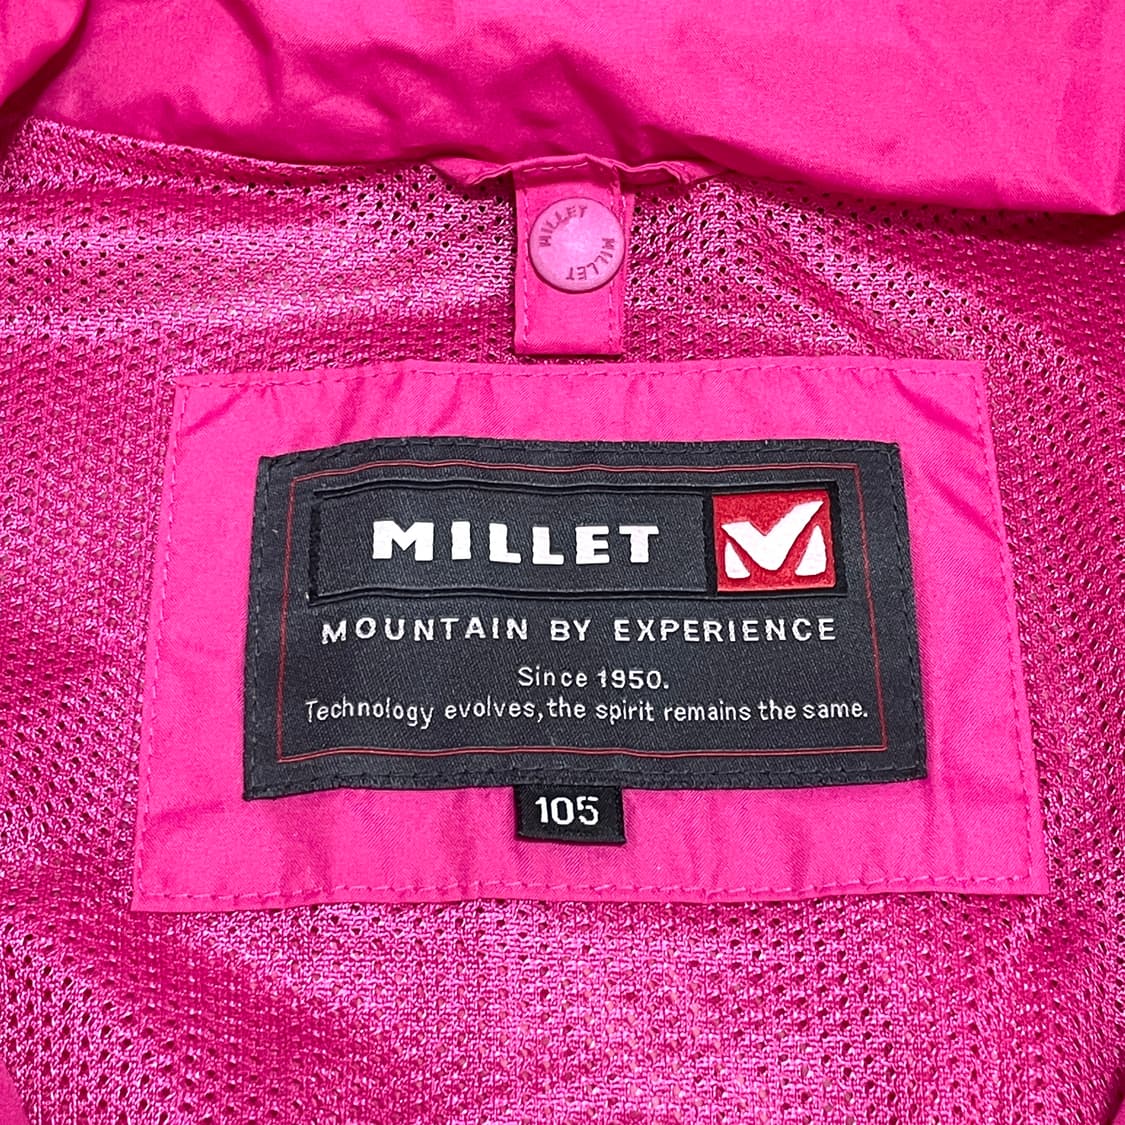 MILLET
MILLET
MILLET
MOUNTAIN BY EXPERIENCE
Since 1950.
Technology evolves, the spirit remains the same.
105